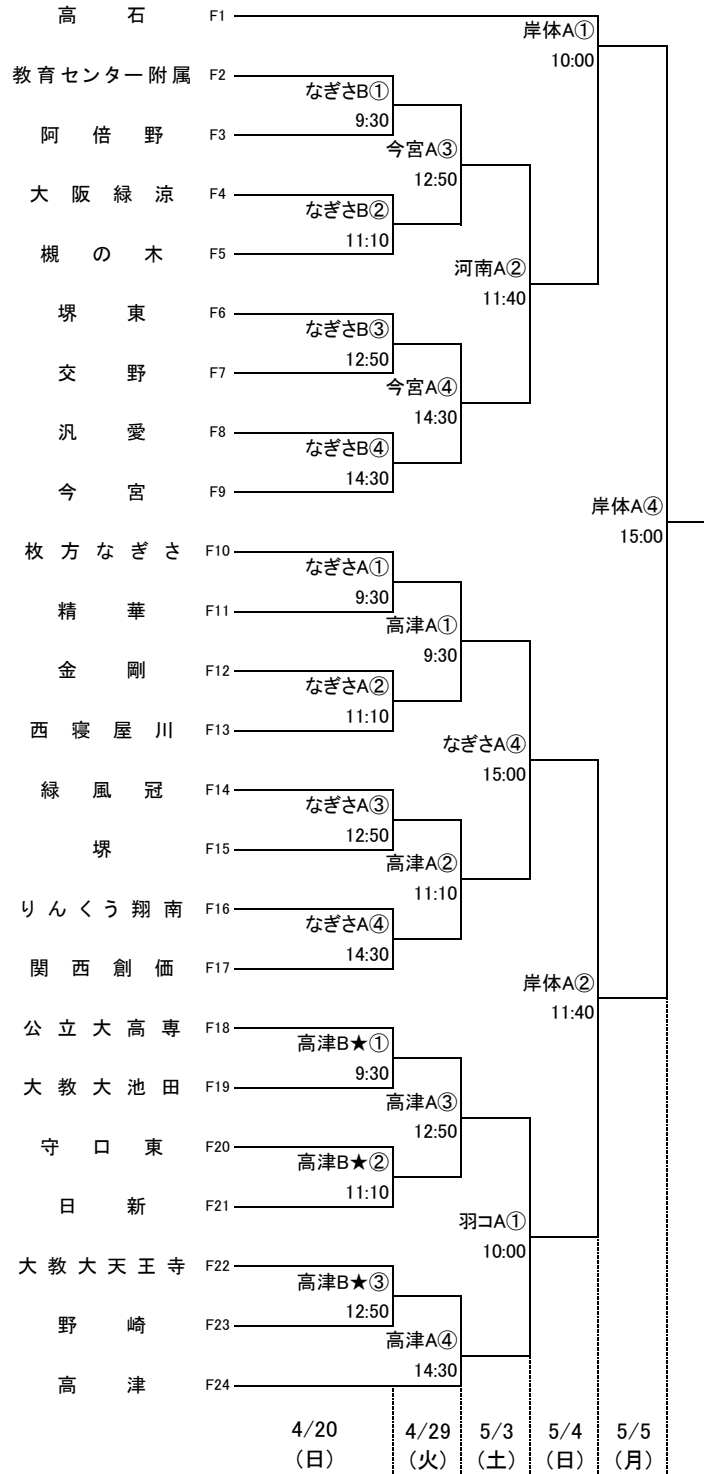 高石 F1
岸体A①
10:00
教育センター附属 F2
なぎさB①
9:30
阿倍野 F3
今宮A③
12:50
大阪緑涼 F4
なぎさB②
11:10
槻の木 F5
河南A②
11:40
堺東 F6
なぎさB③
12:50
交野 F7
今宮A④
14:30
汎愛 F8
なぎさB④
14:30
今宮 F9
岸体A④
15:00
枚方なぎさ F10
なぎさA①
9:30
精華 F11
高津A①
9:30
金剛 F12
なぎさA②
11:10
西寝屋川 F13
なぎさA④
15:00
緑風冠 F14
なぎさA③
12:50
堺 F15
高津A②
11:10
りんくう翔南 F16
なぎさA④
14:30
関西創価 F17
岸体A②
11:40
公立大高専 F18
高津B★①
9:30
大教大池田 F19
高津A③
12:50
守口東 F20
高津B★②
11:10
日新 F21
羽コA①
10:00
大教大天王寺 F22
高津B★③
12:50
野崎 F23
高津A④
14:30
高津 F24
4/20 4/29 5/3 5/4 5/5
（日） （火） （土） （日） （月）